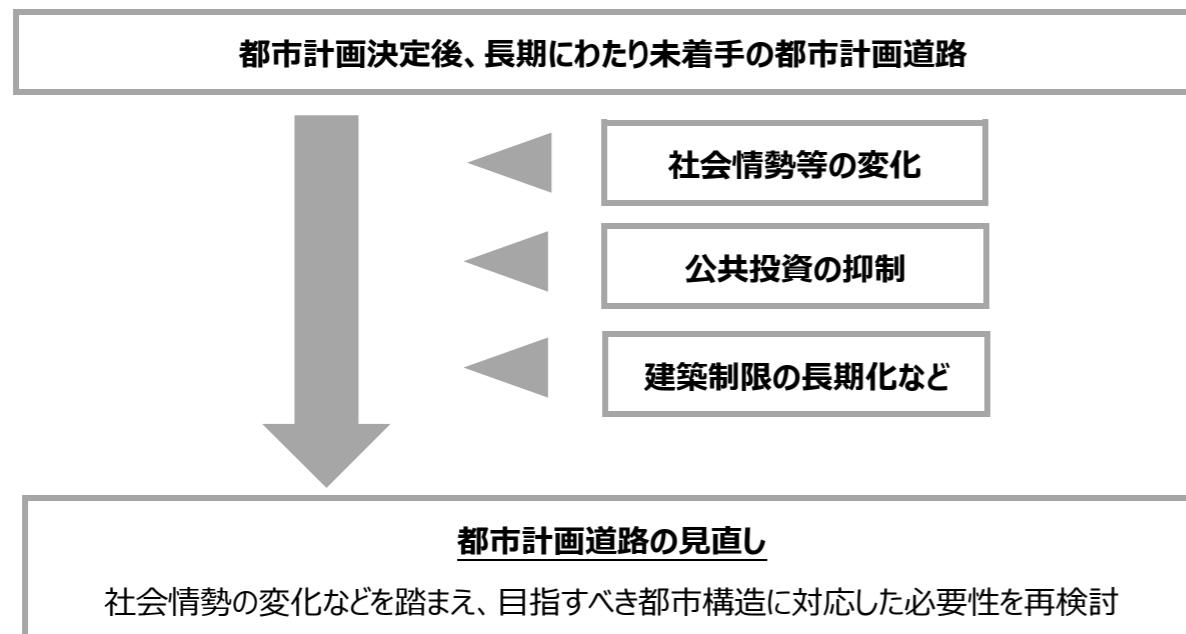 都市計画決定後、長期にわたり未着手の都市計画道路
社会情勢等の変化
公共投資の抑制
建築制限の長期化など
都市計画道路の見直し
社会情勢の変化などを踏まえ、目指すべき都市構造に対応した必要性を再検討